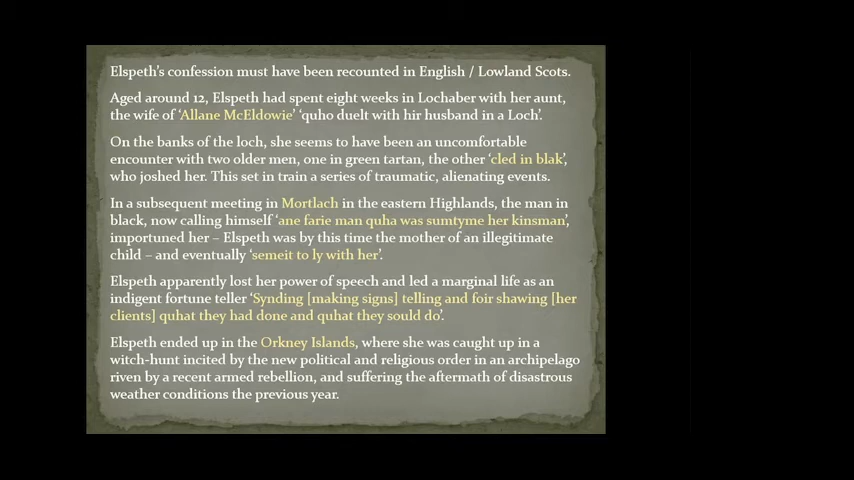 Elspeth's confession must have been recounted in English / Lowland Scots.
Aged around 12, Elspeth had spent eight weeks in Lochaber with her aunt,
the wife of 'Allane McEldowie' 'quho duelt with hir husband in a Loch'.
On the banks of the loch, she seems to have been an uncomfortable
encounter with two older men, one in green tartan, the other 'cled in blak',
who joshed her. This set in train a series of traumatic, alienating events.
In a subsequent meeting in Mortlach in the eastern Highlands, the man in
black, now calling himself 'ane farie man quha was sumtyme her kinsman',
importuned her – Elspeth was by this time the mother of an illegitimate
child – and eventually 'semeit to ly with her'.
Elspeth apparently lost her power of speech and led a marginal life as an
indigent fortune teller 'Synding [making signs] telling and foir shawing [her
clients] quhat they had done and quhat they sould do'.
Elspeth ended up in the Orkney Islands, where she was caught up in a
witch-hunt incited by the new political and religious order in an archipelago
riven by a recent armed rebellion, and suffering the aftermath of disastrous
weather conditions the previous year.